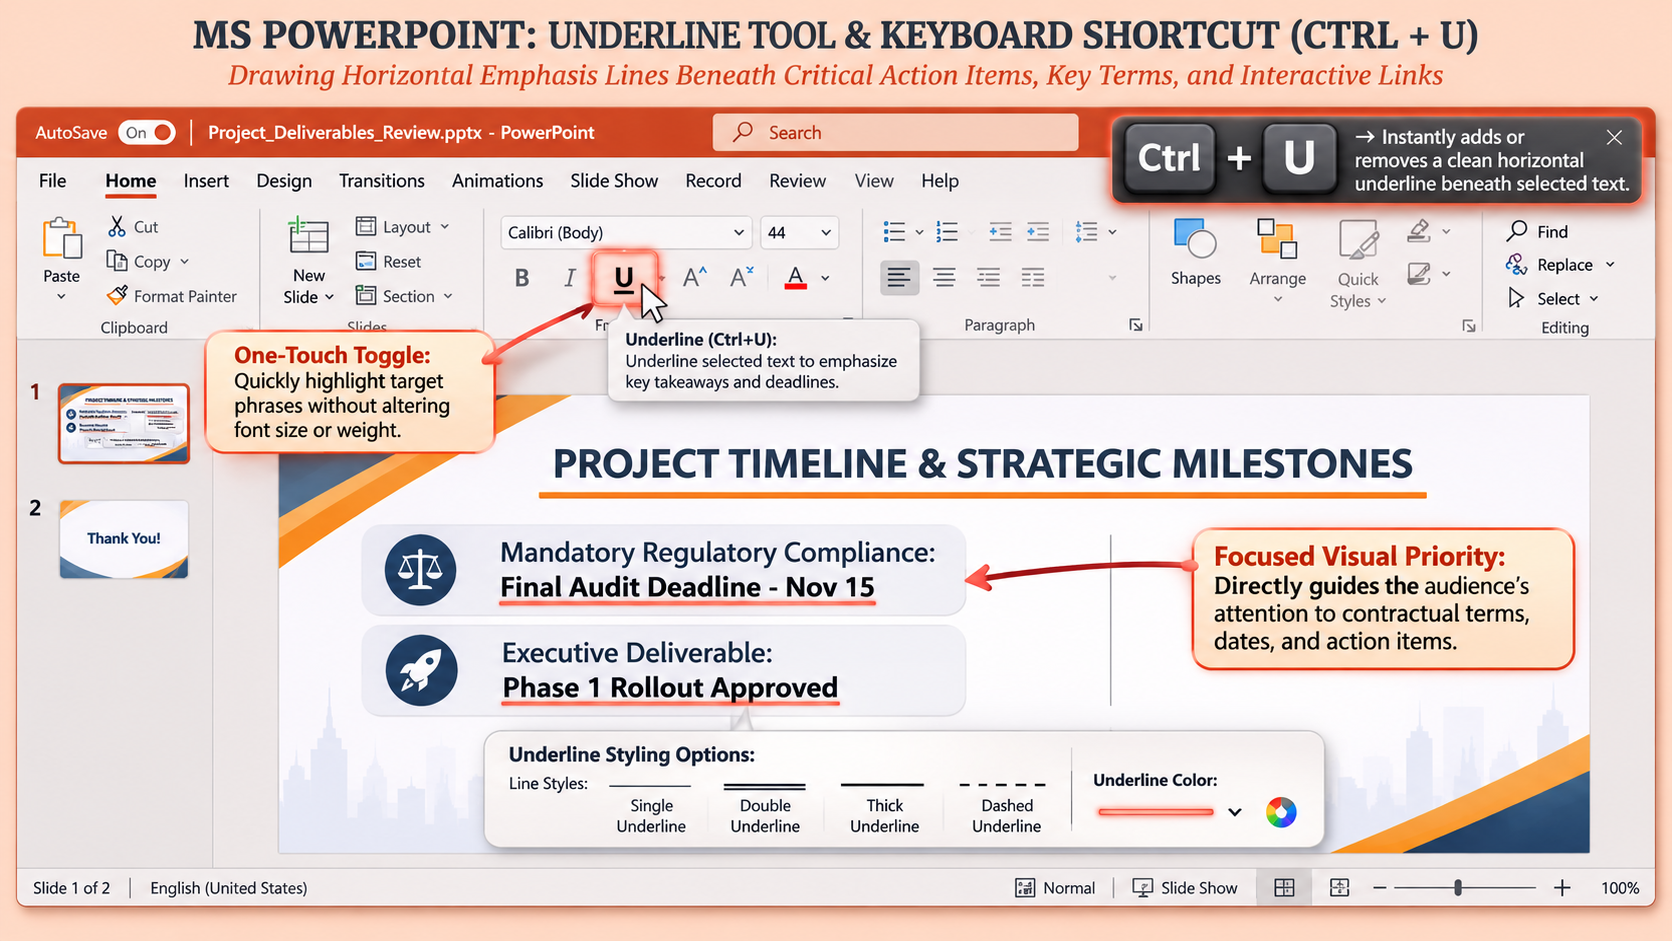 MS POWERPOINT: UNDERLINE TOOL & KEYBOARD SHORTCUT (CTRL + U)
Drawing Horizontal Emphasis Lines Beneath Critical Action Items, Key Terms, and Interactive Links
AutoSave On Project_Deliverables_Review.pptx - PowerPoint Search
Ctrl + U → Instantly adds or
removes a clean horizontal
underline beneath selected text.
File Home Insert Design Transitions Animations Slide Show Record Review View Help
Paste
Cut
Copy
Format Painter
Clipboard
New
Slide
Layout
Reset
Section
Slides
Calibri (Body) 44
B I U A A A
Paragraph
Shapes
Arrange
Quick
Styles
Find
Replace
Select
Editing
Underline (Ctrl+U):
Underline selected text to emphasize
key takeaways and deadlines.
One-Touch Toggle:
Quickly highlight target
phrases without altering
font size or weight.
1
PROJECT TIMELINE & STRATEGIC MILESTONES
2
Thank You!
PROJECT TIMELINE & STRATEGIC MILESTONES
Mandatory Regulatory Compliance:
Final Audit Deadline - Nov 15
Executive Deliverable:
Phase 1 Rollout Approved
Focused Visual Priority:
Directly guides the audience's
attention to contractual terms,
dates, and action items.
Underline Styling Options:
Line Styles:
Single
Underline
Double
Underline
Thick
Underline
Dashed
Underline
Underline Color:
Slide 1 of 2 English (United States) Normal Slide Show 100%